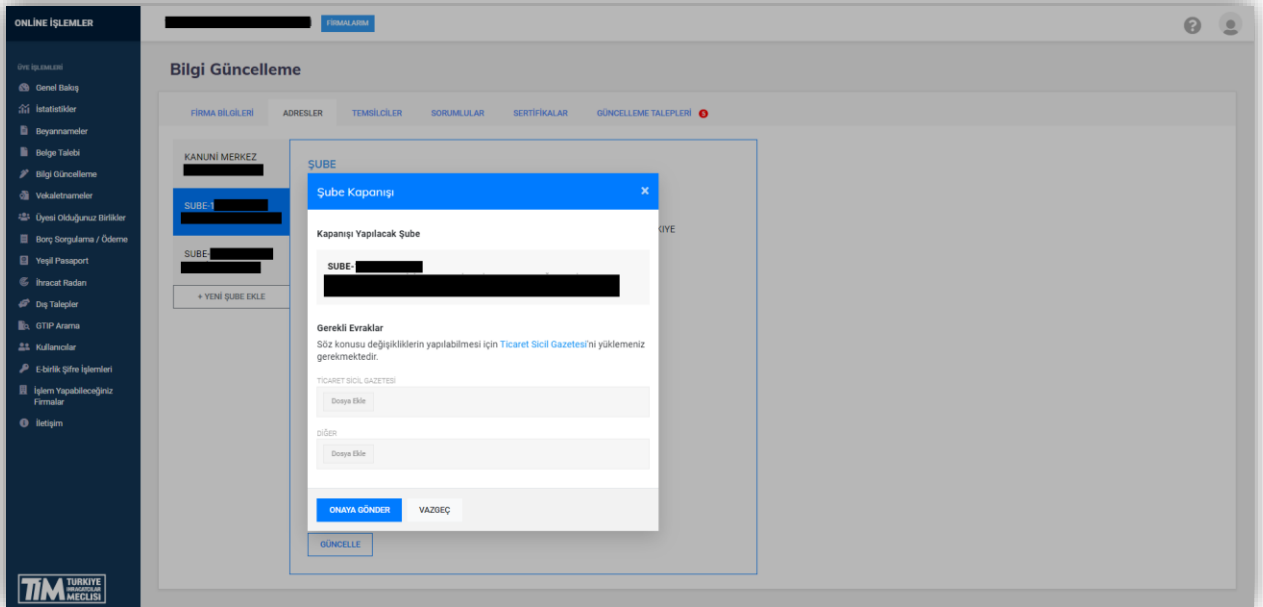 ONLİNE İŞLEMLER
FİRMALARIM
ÜYE İŞLEMLERİ
Genel Bakış
İstatistikler
Beyannameler
Belge Talebi
Bilgi Güncelleme
Vekaletnameler
Üyesi Olduğunuz Birlikler
Borç Sorgulama / Ödeme
Yeşil Pasaport
İhracat Radarı
Dış Talepler
GTIP Arama
Kullanıcılar
E-birlik Şifre İşlemleri
İşlem Yapabileceğiniz
Firmalar
İletişim
TİM TÜRKİYE
İHRACATÇILAR
MECLİSİ
Bilgi Güncelleme
FİRMA BİLGİLERİ ADRESLER TEMSİLCİLER SORUMLULAR SERTİFİKALAR GÜNCELLEME TALEPLERİ
KANUNİ MERKEZ
SUBE-1
SUBE-
+ YENİ ŞUBE EKLE
ŞUBE
KIYE
Şube Kapanışı x
Kapanışı Yapılacak Şube
SUBE-
Gerekli Evraklar
Söz konusu değişikliklerin yapılabilmesi için Ticaret Sicil Gazetesi'ni yüklemeniz
gerekmektedir.
TİCARET SİCİL GAZETESİ
Dosya Ekle
DİĞER
Dosya Ekle
ONAYA GÖNDER VAZGEÇ
GÜNCELLE